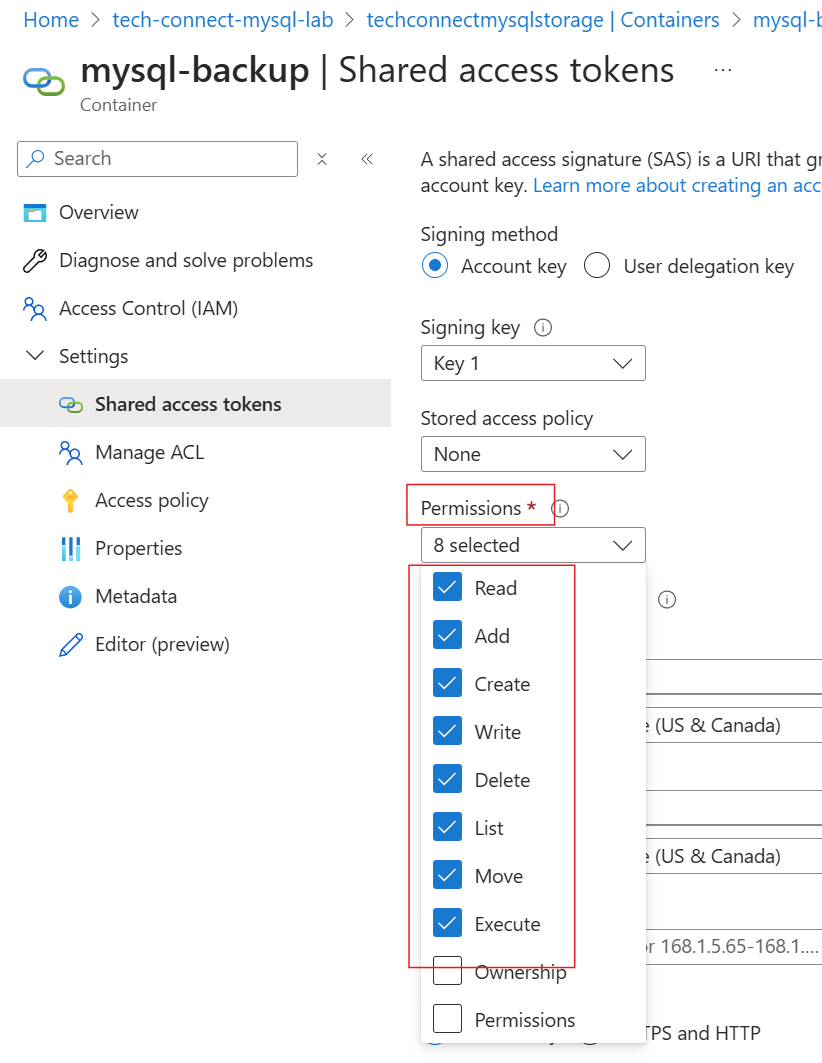 Home > tech-connect-mysql-lab > techconnectmysqlstorage | Containers > mysql-b
mysql-backup | Shared access tokens ...
Container
Search
A shared access signature (SAS) is a URI that gr
account key. Learn more about creating an acc
Overview
Diagnose and solve problems
Access Control (IAM)
Settings
Shared access tokens
Manage ACL
Access policy
Properties
Metadata
Editor (preview)
Signing method
Account key
User delegation key
Signing key
Key 1
Stored access policy
None
Permissions *
8 selected
Read
Add
Create
Write
(US & Canada)
Delete
List
(US & Canada)
Move
Execute
or 168.1.5.65-168.1....
Ownership
Permissions
TPS and HTTP